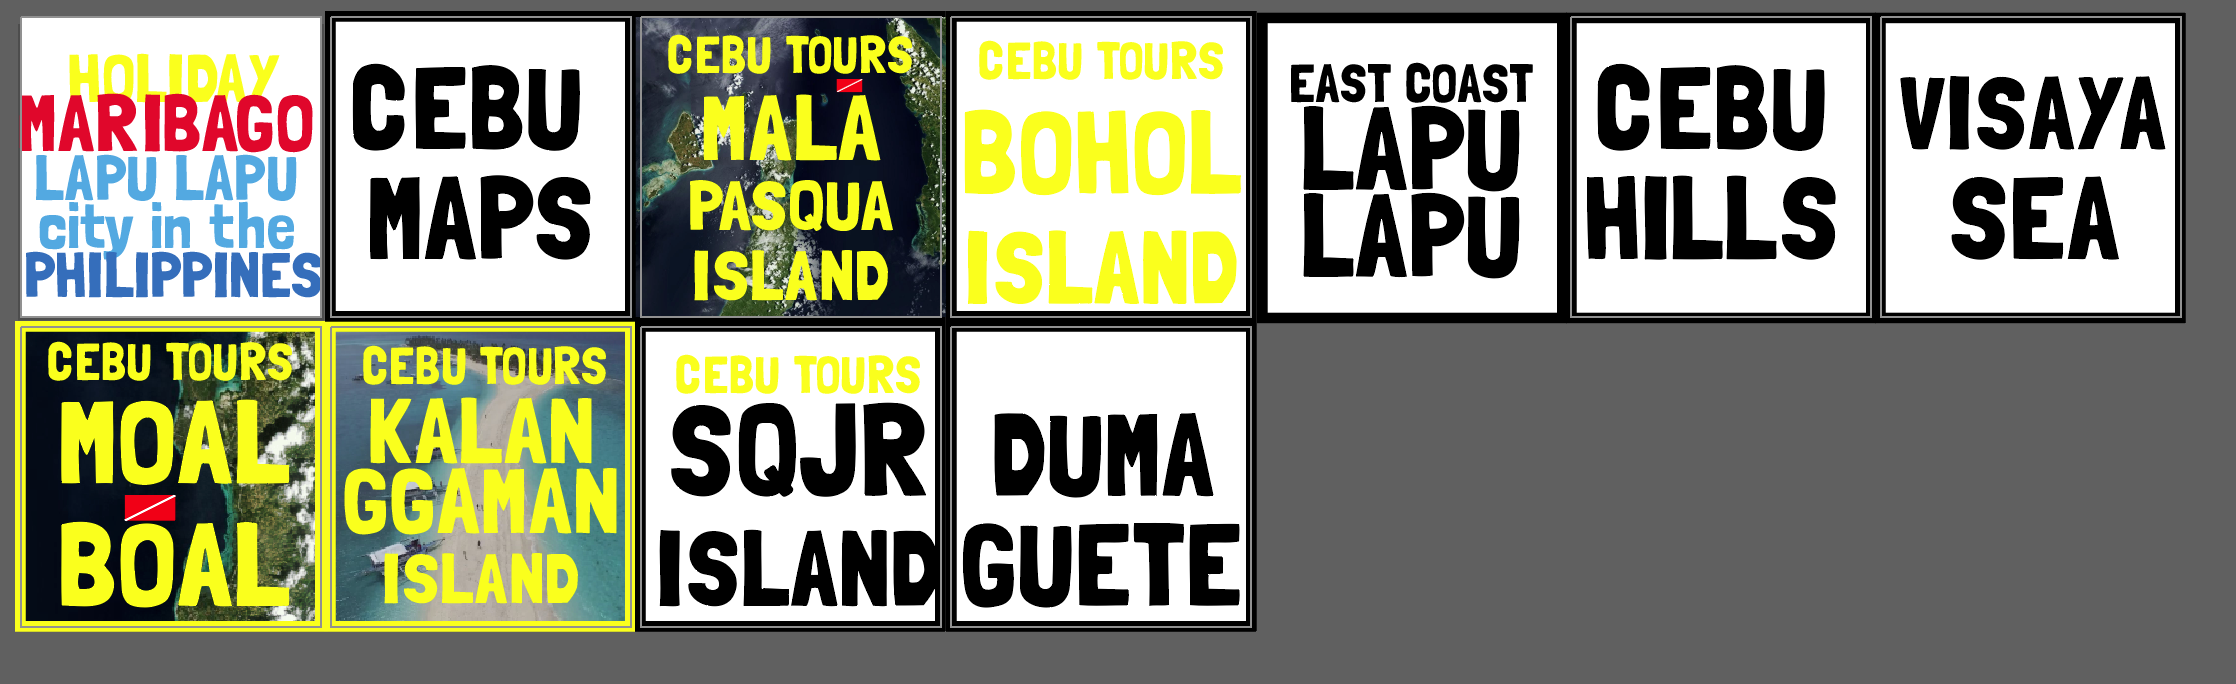 HOLIDAY
MARIBAGO
LAPU LAPU
city in the
PHILIPPINES
CEBU
MAPS
CEBU TOURS
MALA
PASQUA
ISLAND
CEBU TOURS
BOHOL
ISLAND
EAST COAST
LAPU
LAPU
CEBU
HILLS
VISAYA
SEA
CEBU TOURS
MOAL
BOAL
CEBU TOURS
KALAN
GGAMAN
ISLAND
CEBU TOURS
SQJR
ISLAND
DUMA
GUETE